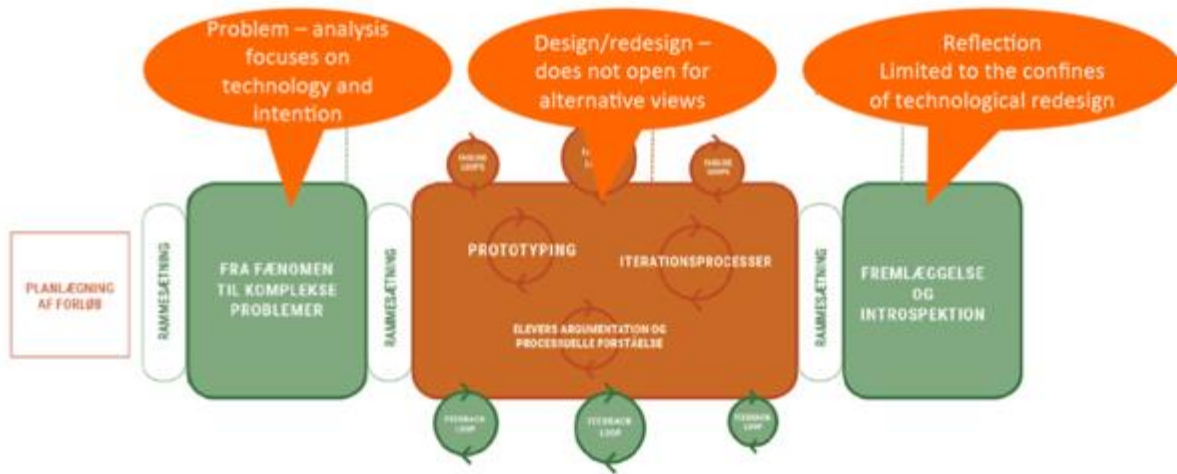 Problem – analysis
focuses on
technology and
intention
Design/redesign –
does not open for
alternative views
Reflection
Limited to the confines
of technological redesign
FAGLIGE
LOOPS
FAGLIGE
LOOPS
PLANLÆGNING
AF FORLØB
RAMMESÆTNING
FRA FÆNOMEN
TIL KOMPLEKSE
PROBLEMER
RAMMESÆTNING
PROTOTYPING
ITERATIONSPROCESSER
ELEVERS ARGUMENTATION OG
PROCESSUELLE FORSTÅELSE
RAMMESÆTNING
FREMLÆGGELSE
OG
INTROSPEKTION
FEEDBACK
LOOP
FEEDBACK
LOOP
FEEDBACK
LOOP